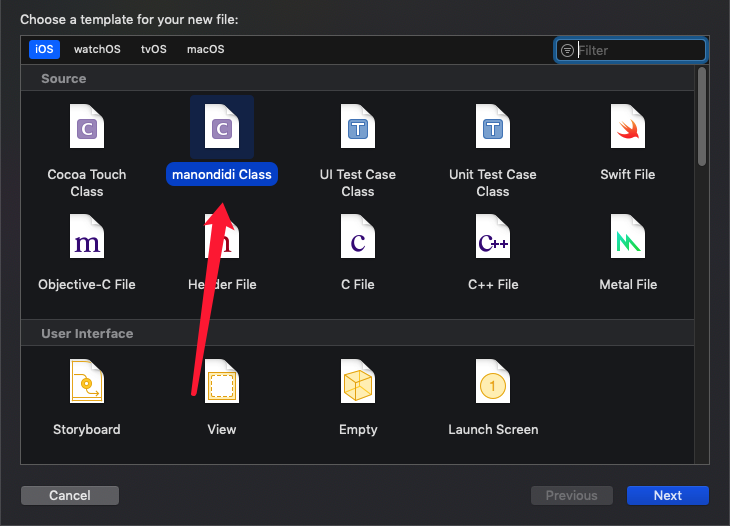 Choose a template for your new file:
iOS watchOS tvOS macOS Filter
Source
C C T T
Cocoa Touch Class manondidi Class UI Test Case Class Unit Test Case Class Swift File
m h c C++
Objective-C File Header File C File C++ File Metal File
User Interface
1
Storyboard View Empty Launch Screen
Cancel Previous Next